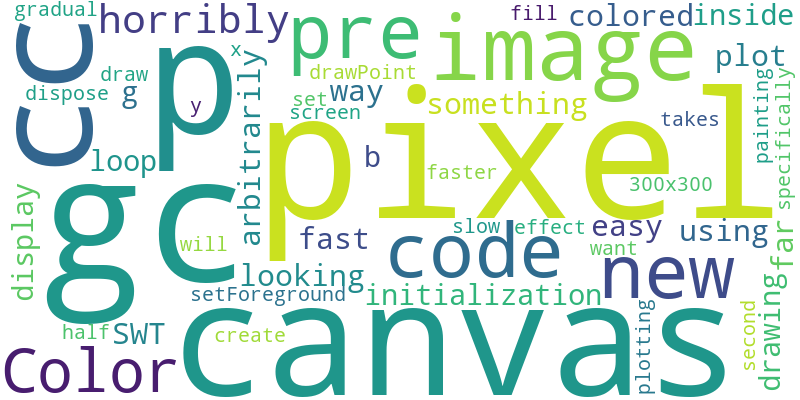 gradual
horribly
fill
colored
inside
cc
p
pre
image
plot
x
draw
drawPoint
dispose
g
way
set
something
screen
y
takes
painting
specifically
arbitrarily
loop
b
pixel
faster
300x300
gc
display
will
fast
code
slow
effect
easy
using
far
want
looking
new
setForeground
initialization
drawing
half
SWT
create
canvas
plotting
second
Color